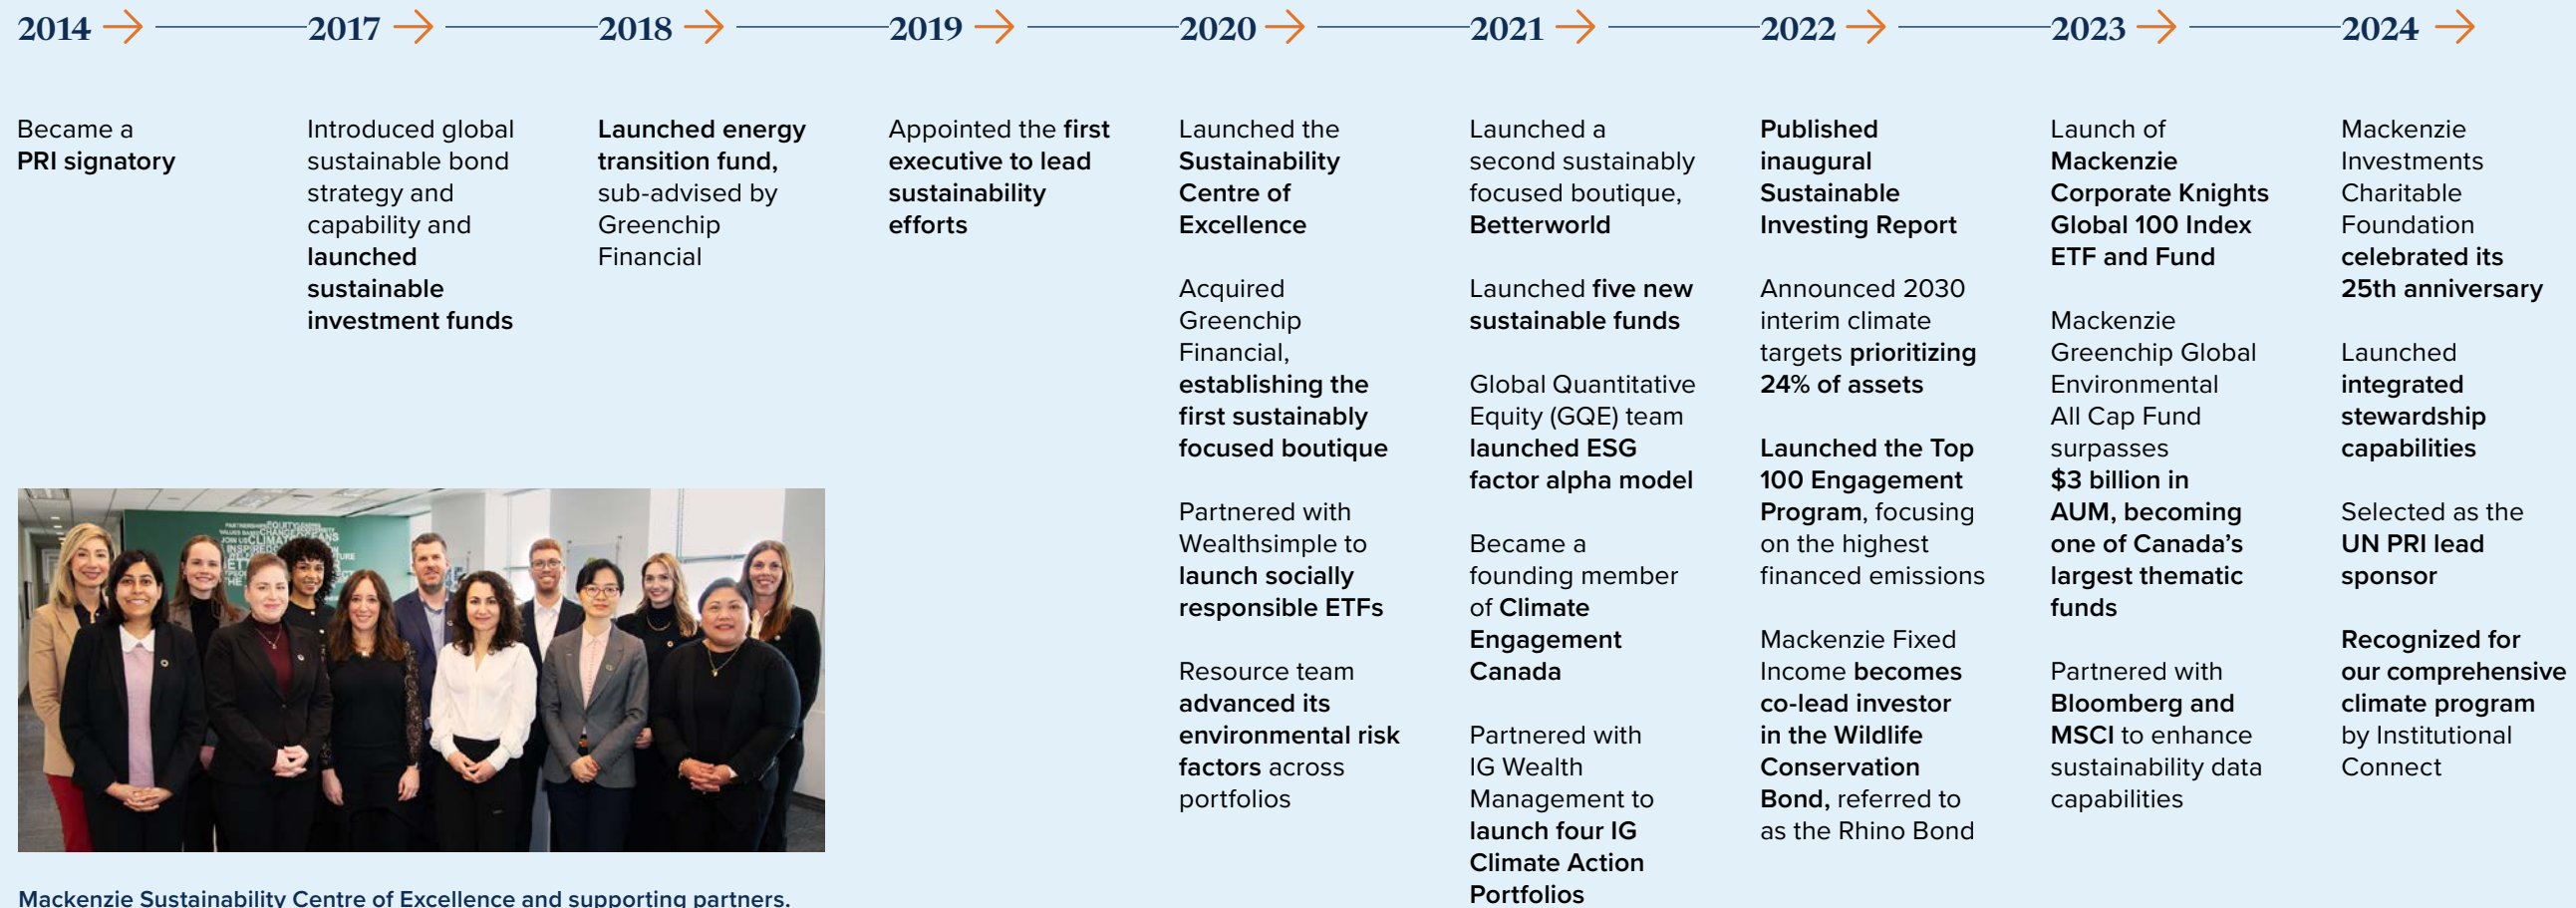 2014
2017
2018
2019
2020
2021
2022
2023
2024
Became a
PRI signatory
Introduced global
sustainable bond
strategy and
capability and
launched
sustainable
investment funds
Launched energy
transition fund,
sub-advised by
Greenchip
Financial
Appointed the first
executive to lead
sustainability
efforts
Launched the
Sustainability
Centre of
Excellence
Acquired
Greenchip
Financial,
establishing the
first sustainably
focused boutique
Partnered with
Wealthsimple to
launch socially
responsible ETFs
Resource team
advanced its
environmental risk
factors across
portfolios
Launched a
second sustainably
focused boutique,
Betterworld
Launched five new
sustainable funds
Global Quantitative
Equity (GQE) team
launched ESG
factor alpha model
Became a
founding member
of Climate
Engagement
Canada
Partnered with
IG Wealth
Management to
launch four IG
Climate Action
Portfolios
Published
inaugural
Sustainable
Investing Report
Announced 2030
interim climate
targets prioritizing
24% of assets
Launched the Top
100 Engagement
Program, focusing
on the highest
financed emissions
Mackenzie Fixed
Income becomes
co-lead investor
in the Wildlife
Conservation
Bond, referred to
as the Rhino Bond
Launch of
Mackenzie
Corporate Knights
Global 100 Index
ETF and Fund
Mackenzie
Greenchip Global
Environmental
All Cap Fund
surpasses
$3 billion in
AUM, becoming
one of Canada's
largest thematic
funds
Partnered with
Bloomberg and
MSCI to enhance
sustainability data
capabilities
Mackenzie
Investments
Charitable
Foundation
celebrated its
25th anniversary
Launched
integrated
stewardship
capabilities
Selected as the
UN PRI lead
sponsor
Recognized for
our comprehensive
climate program
by Institutional
Connect
EQUITY
JOIN US CLIMATE
Mackenzie Sustainability Centre of Excellence and supporting partners.